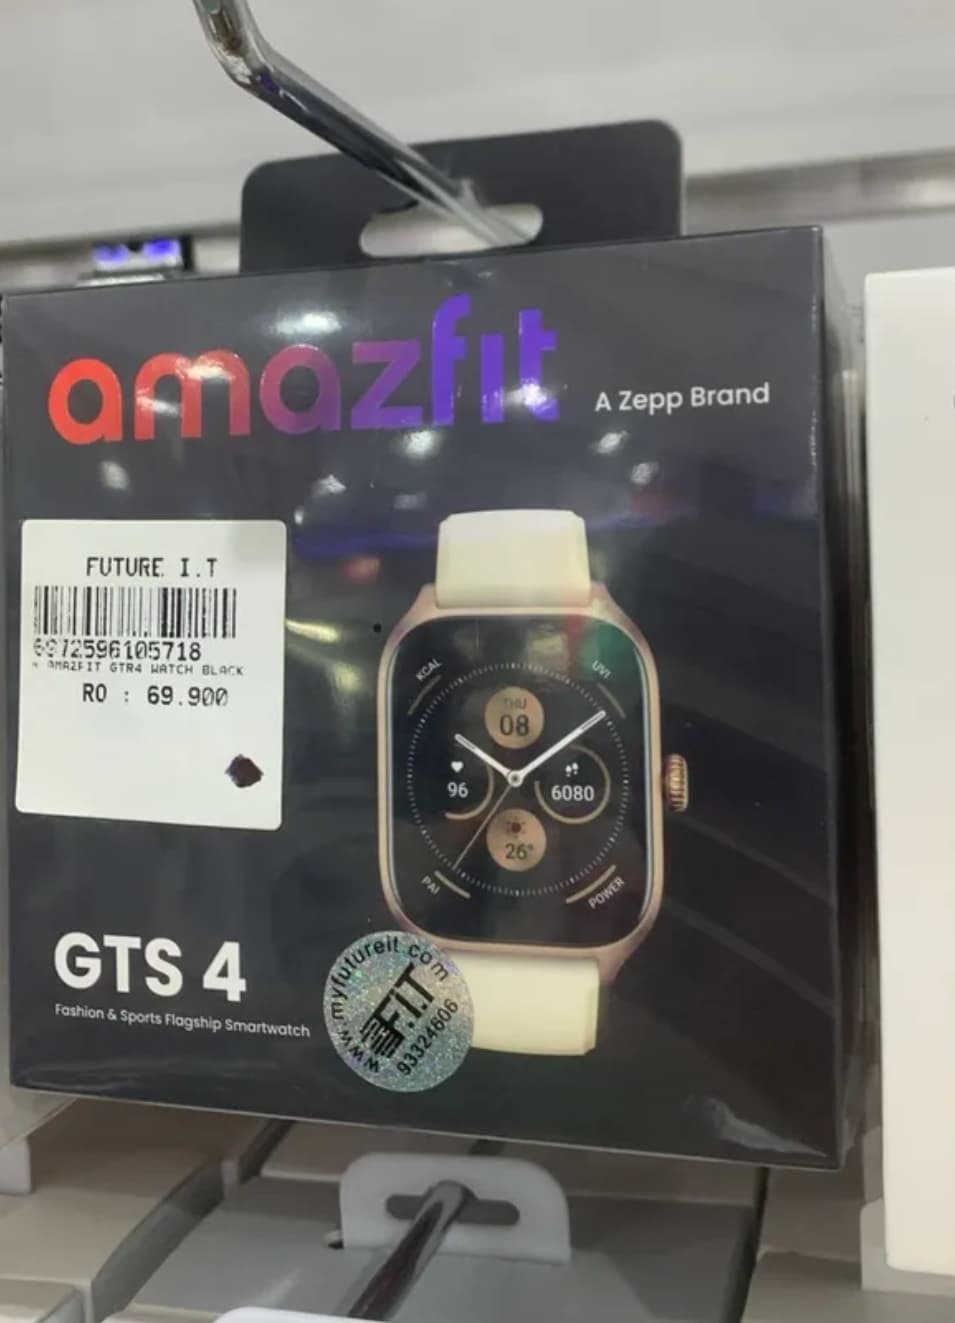 amazfit
A Zepp Brand
FUTURE I.T
6972596105718
AMAZFIT GTR4 WATCH BLACK
RO : 69.900
KCAL
UVI
THU
08
96
6080
26°
PAI
POWER
GTS 4
Fashion & Sports Flagship Smartwatch
www.myfutureit.com
F.I.T
93324606